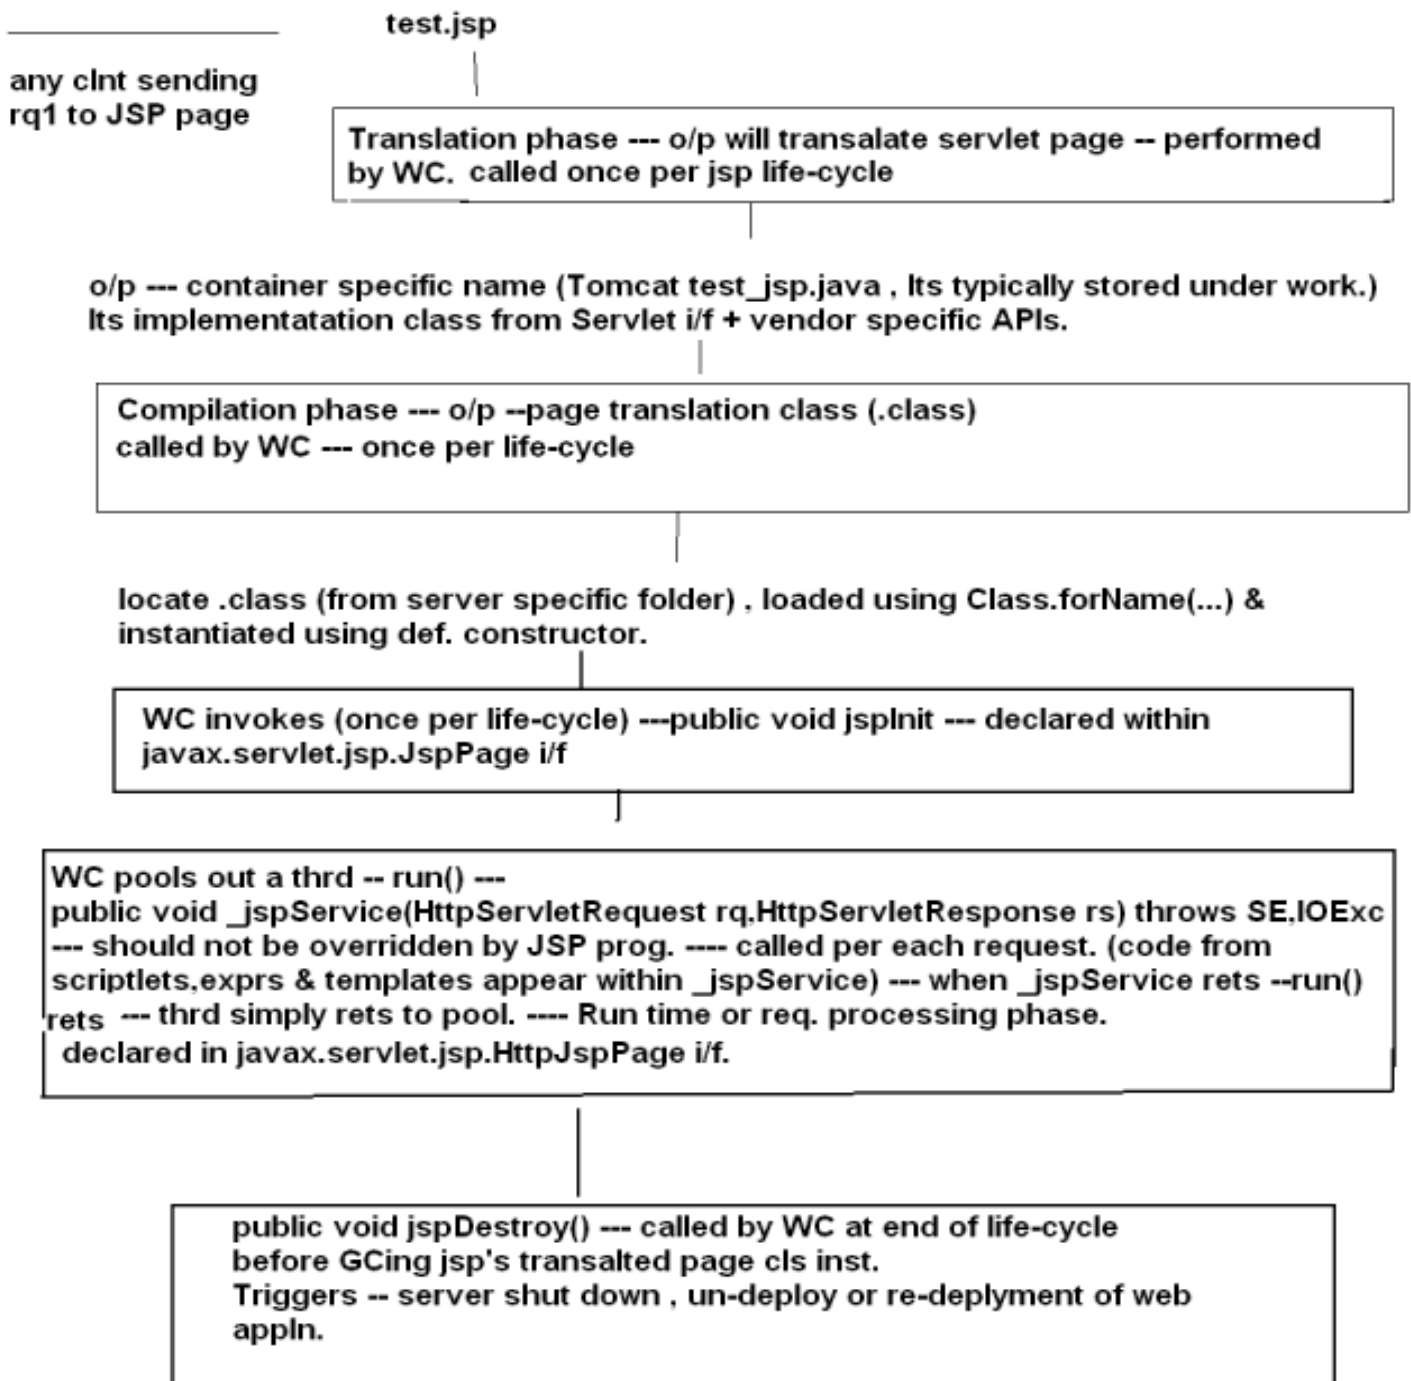 test.jsp
any clnt sending
rq1 to JSP page
Translation phase --- o/p will transalate servlet page -- performed
by WC. called once per jsp life-cycle
o/p --- container specific name (Tomcat test_jsp.java , Its typically stored under work.)
Its implementatation class from Servlet i/f + vendor specific APIs.
Compilation phase --- o/p --page translation class (.class)
called by WC --- once per life-cycle
locate .class (from server specific folder) , loaded using Class.forName(...) &
instantiated using def. constructor.
WC invokes (once per life-cycle) ---public void jspInit --- declared within
javax.servlet.jsp.JspPage i/f
WC pools out a thrd -- run() ---
public void _jspService(HttpServletRequest rq,HttpServletResponse rs) throws SE,IOExc
--- should not be overridden by JSP prog. ---- called per each request. (code from
scriptlets,exprs & templates appear within _jspService) --- when _jspService rets --run()
rets --- thrd simply rets to pool. ---- Run time or req. processing phase.
declared in javax.servlet.jsp.HttpJspPage i/f.
public void jspDestroy() --- called by WC at end of life-cycle
before GCing jsp's transalted page cls inst.
Triggers -- server shut down , un-deploy or re-deplyment of web
appln.